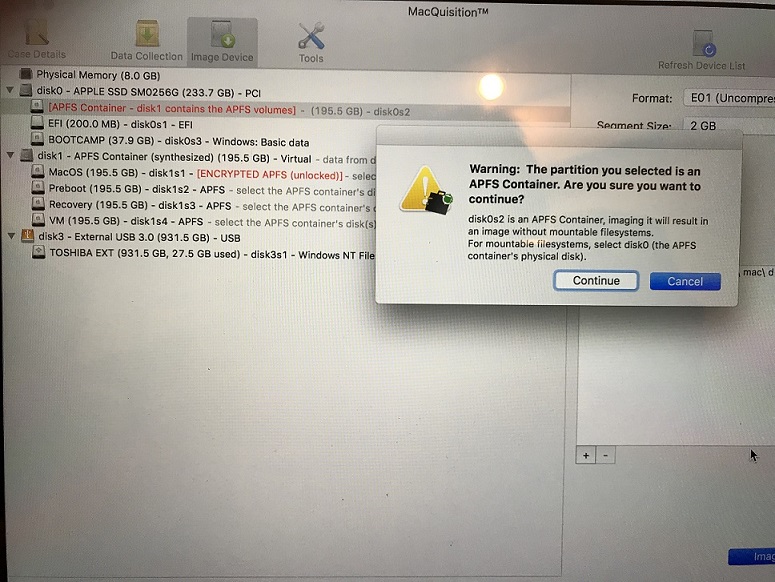 MacQuisition™
Case Details
Data Collection
Image Device
Tools
Refresh Device List
Physical Memory (8.0 GB)
disk0 - APPLE SSD SM0256G (233.7 GB) - PCI
[APFS Container - disk1 contains the APFS volumes] - (195.5 GB) - disk0s2
EFI (200.0 MB) - disk0s1 - EFI
BOOTCAMP (37.9 GB) - disk0s3 - Windows: Basic data
disk1 - APFS Container (synthesized) (195.5 GB) - Virtual - data from d
MacOS (195.5 GB) - disk1s1 - [ENCRYPTED APFS (unlocked)] - selec
Preboot (195.5 GB) - disk1s2 - APFS - select the APFS container's di
Recovery (195.5 GB) - disk1s3 - APFS - select the APFS container's d
VM (195.5 GB) - disk1s4 - APFS - select the APFS container's disk(s)
disk3 - External USB 3.0 (931.5 GB) - USB
TOSHIBA EXT (931.5 GB, 27.5 GB used) - disk3s1 - Windows NT File
Format: E01 (Uncompres
Segment Size: 2 GB
Warning: The partition you selected is an
APFS Container. Are you sure you want to
continue?
disk0s2 is an APFS Container, imaging it will result in
an image without mountable filesystems.
For mountable filesystems, select disk0 (the APFS
container's physical disk).
Continue
Cancel
mac\ d
+
-
Imag